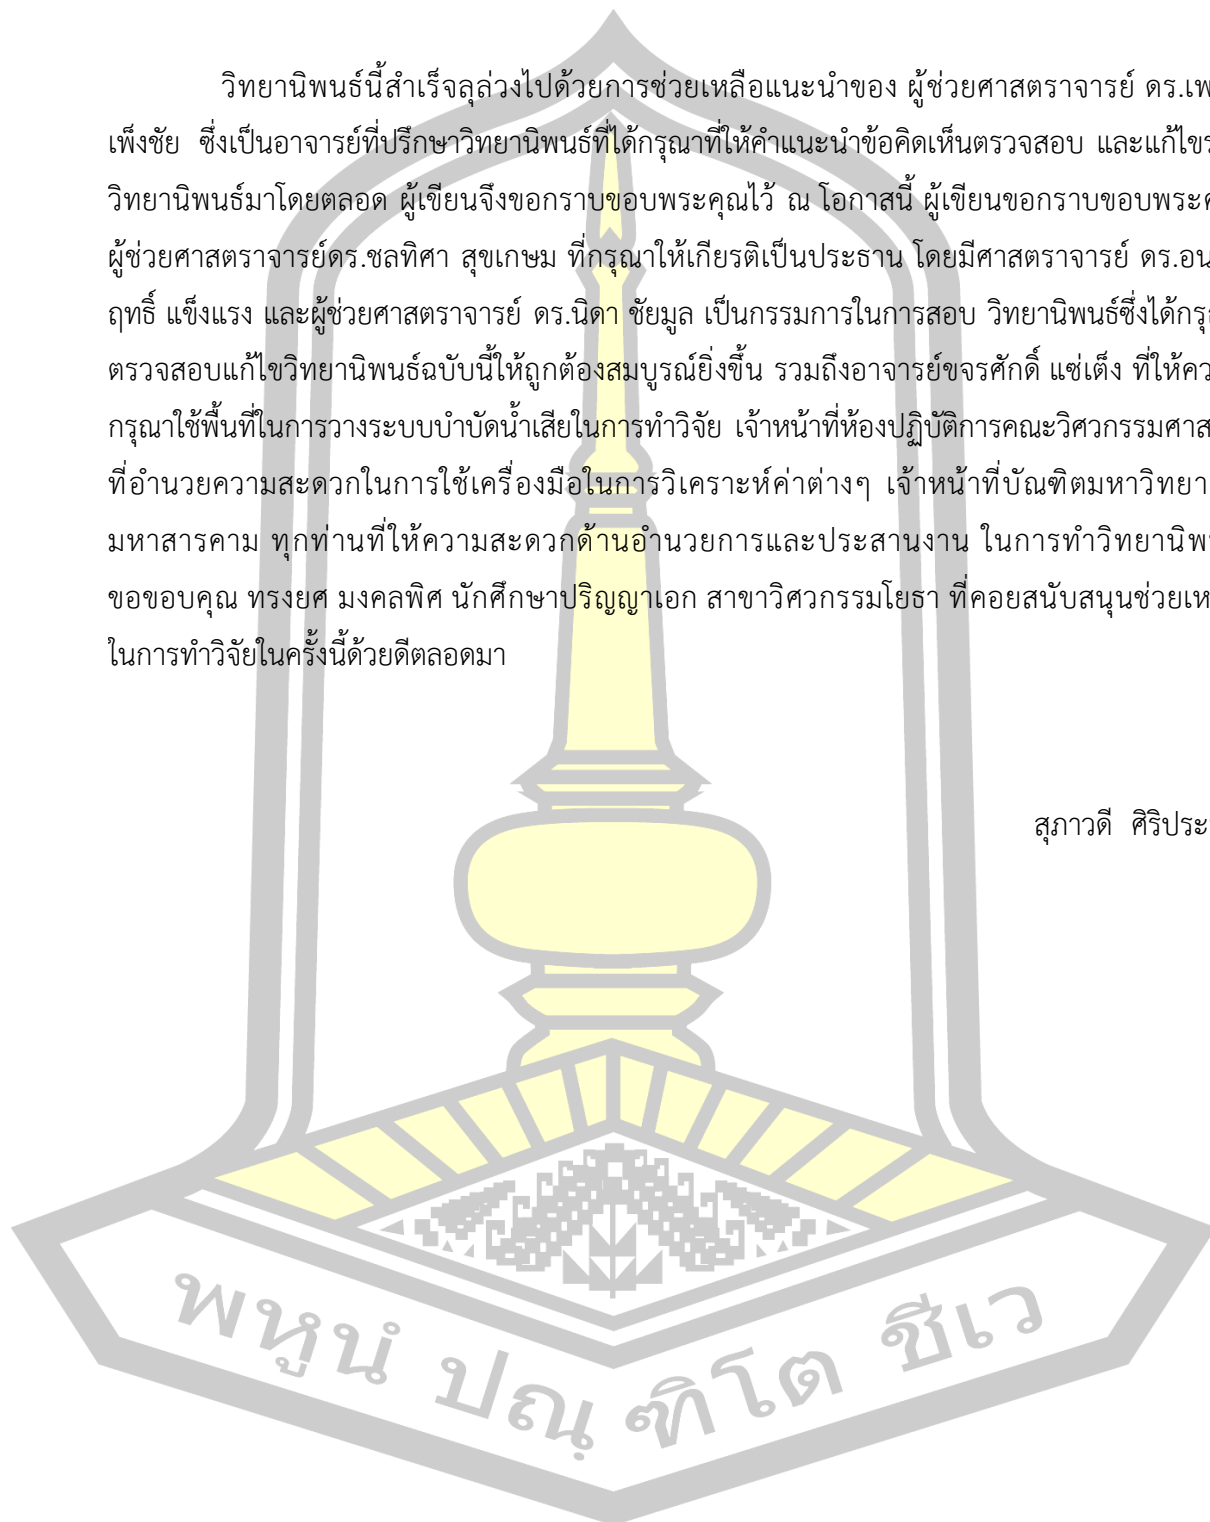 วิทยานิพนธ์นี้สำเร็จลุล่วงไปด้วยการช่วยเหลือแนะนำของ ผู้ช่วยศาสตราจารย์ ดร.เพ
เพ็งชัย ซึ่งเป็นอาจารย์ที่ปรึกษาวิทยานิพนธ์ที่ได้กรุณาที่ให้คำแนะนำข้อคิดเห็นตรวจสอบ และแก้ไขร
วิทยานิพนธ์มาโดยตลอด ผู้เขียนจึงขอกราบขอบพระคุณไว้ ณ โอกาสนี้ ผู้เขียนขอกราบขอบพระค
ผู้ช่วยศาสตราจารย์ดร.ชลทิศา สุขเกษม ที่กรุณาให้เกียรติเป็นประธาน โดยมีศาสตราจารย์ ดร.อน
ฤทธิ์ แข็งแรง และผู้ช่วยศาสตราจารย์ ดร.นิดา ชัยมูล เป็นกรรมการในการสอบ วิทยานิพนธ์ซึ่งได้กรุ
ตรวจสอบแก้ไขวิทยานิพนธ์ฉบับนี้ให้ถูกต้องสมบูรณ์ยิ่งขึ้น รวมถึงอาจารย์ขจรศักดิ์ แซ่เต็ง ที่ให้คว
กรุณาใช้พื้นที่ในการวางระบบบำบัดน้ำเสียในการทำวิจัย เจ้าหน้าที่ห้องปฏิบัติการคณะวิศวกรรมศาส
ที่อำนวยความสะดวกในการใช้เครื่องมือในการวิเคราะห์ค่าต่างๆ เจ้าหน้าที่บัณฑิตมหาวิทยา
มหาสารคาม ทุกท่านที่ให้ความสะดวกด้านอำนวยการและประสานงาน ในการทำวิทยานิพ
ขอขอบคุณ ทรงยศ มงคลพิศ นักศึกษาปริญญาเอก สาขาวิศวกรรมโยธา ที่คอยสนับสนุนช่วยเห
ในการทำวิจัยในครั้งนี้ด้วยดีตลอดมา
สุภาวดี ศิริประ
พหูนํ ปณฺ ฑิโต ชีเว